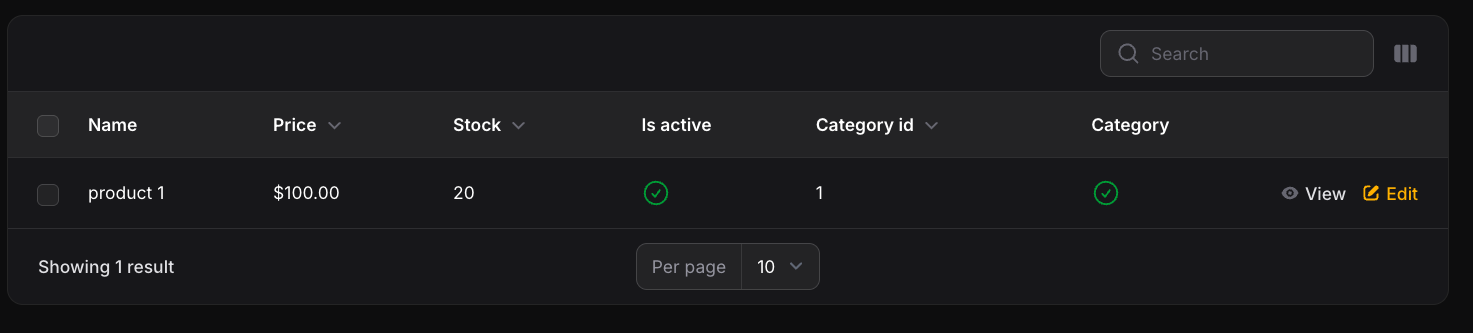 Search
Name Price Stock Is active Category id Category
product 1 $100.00 20 1 View Edit
Showing 1 result Per page 10